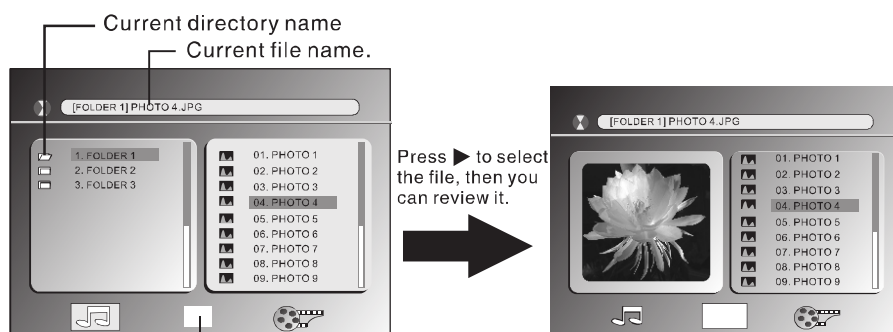 Current directory name
Current file name.
[FOLDER 1] PHOTO 4.JPG
1. FOLDER 1
2. FOLDER 2
3. FOLDER 3
01. PHOTO 1
02. PHOTO 2
03. PHOTO 3
04. PHOTO 4
05. PHOTO 5
06. PHOTO 6
07. PHOTO 7
08. PHOTO 8
09. PHOTO 9
Press ▶ to select
the file, then you
can review it.
[FOLDER 1] PHOTO 4.JPG
01. PHOTO 1
02. PHOTO 2
03. PHOTO 3
04. PHOTO 4
05. PHOTO 5
06. PHOTO 6
07. PHOTO 7
08. PHOTO 8
09. PHOTO 9